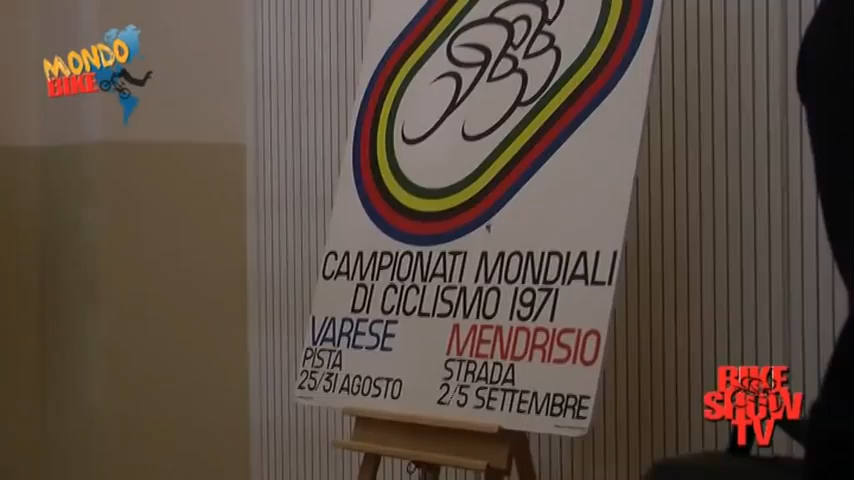 MONDO
BIKE
CAMPIONATI MONDIALI
DI CICLISMO 1971
VARESE
PISTA
25/31 AGOSTO
MENDRISIO
STRADA
2/5 SETTEMBRE
BIKE
SHOW
TV